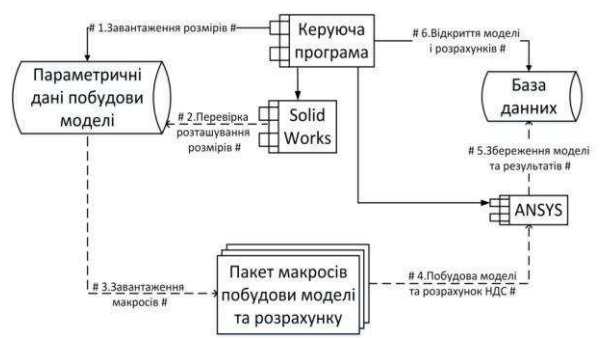 # 1.Завантаження розмірів #
Керуюча
програма
# 6.Відкриття моделі
і розрахунків #
Параметричні
дані побудови
моделі
База
данних
# 2.Перевірка
розташування
розмірів #
Solid
Works
# 5.Збереження моделі
та результатів #
ANSYS
# 3.Завантаження
макросів #
Пакет макросів
побудови моделі
та розрахунку
# 4.Побудова моделі
та розрахунок НДС #